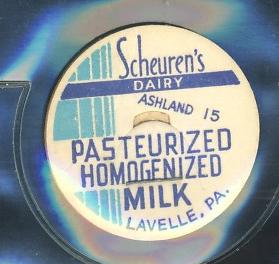 Scheuren's
DAIRY
ASHLAND 15
PASTEURIZED
HOMOGENIZED
MILK
LAVELLE, PA.